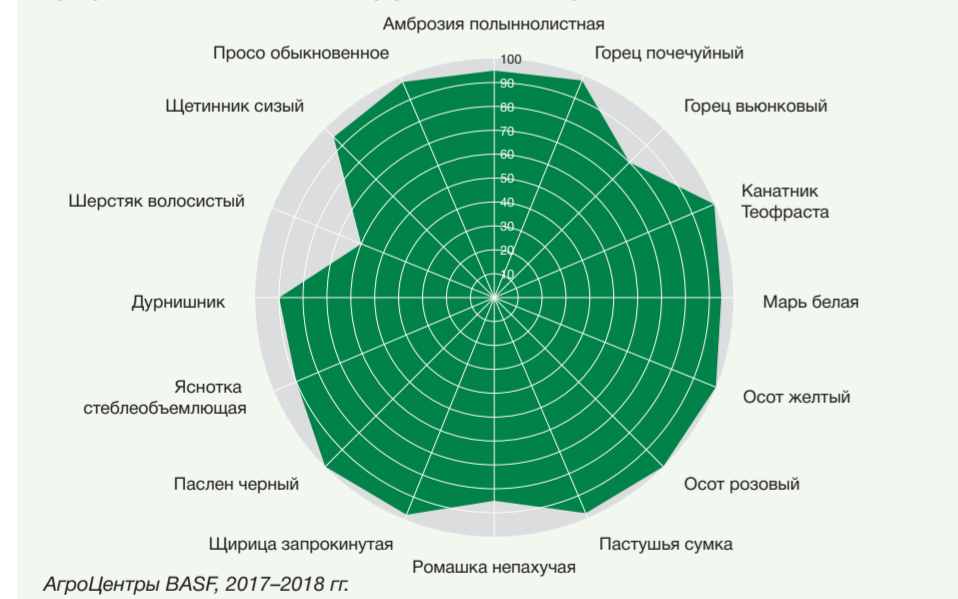 Амброзия полыннолистная
Просо обыкновенное
Горец почечуйный
100
90
80
70
60
50
40
30
20
10
Щетинник сизый
Горец вьюнковый
Шерстяк волосистый
Канатник
Теофраста
Дурнишник
Марь белая
Яснотка
стеблеобъемлющая
Осот желтый
Паслен черный
Осот розовый
Щирица запрокинутая
Пастушья сумка
Ромашка непахучая
АгроЦентры BASF, 2017–2018 гг.